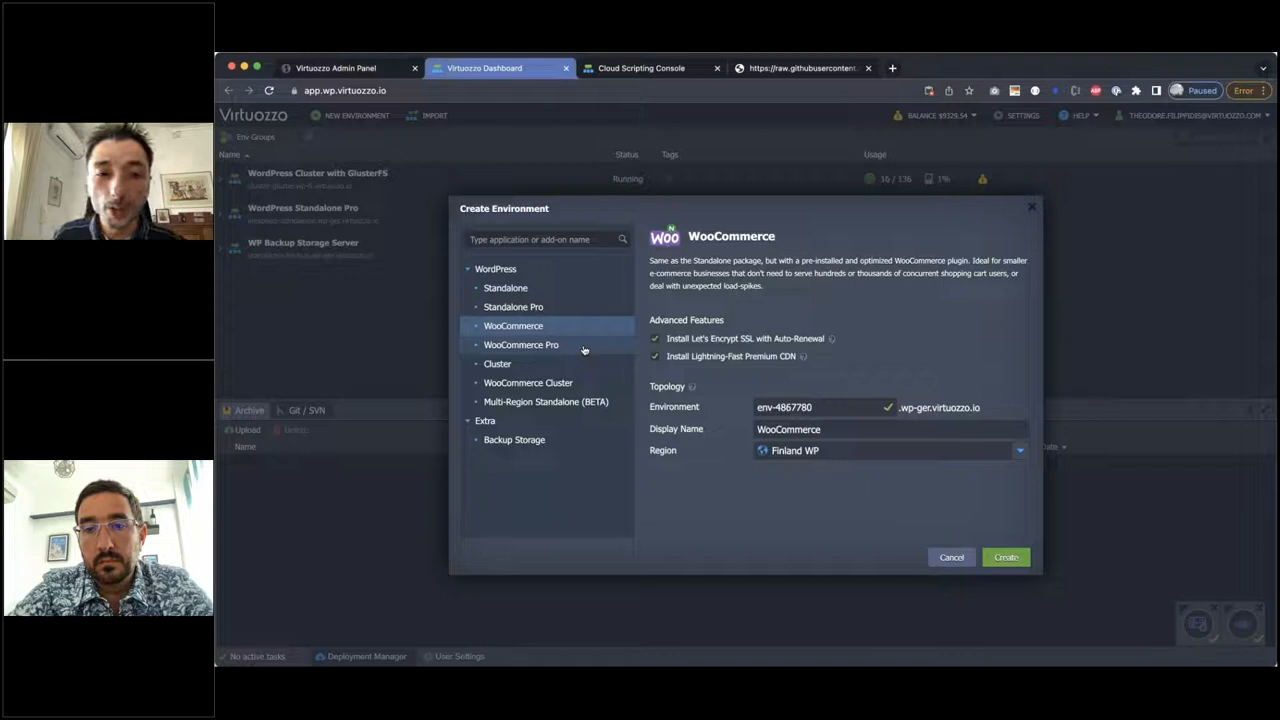 Virtuozzo Admin Panel
Virtuozzo Dashboard
Cloud Scripting Console
https://raw.githubusercontent.
app.wp.virtuozzo.io
Paused
Error
Virtuozzo
NEW ENVIRONMENT
IMPORT
BALANCE $9329.54
SETTINGS
HELP
THEODORE.FILIPPIDIS@VIRTUOZZO.COM
Env Groups
Name
Status
Tags
Usage
WordPress Cluster with GlusterFS
Running
16 / 136
1%
WordPress Standalone Pro
WP Backup Storage Server
Create Environment
Type application or add-on name
WordPress
Standalone
Standalone Pro
WooCommerce
WooCommerce Pro
Cluster
WooCommerce Cluster
Multi-Region Standalone (BETA)
Extra
Backup Storage
Woo
N
WooCommerce
Same as the Standalone package, but with a pre-installed and optimized WooCommerce plugin. Ideal for smaller
e-commerce businesses that don't need to serve hundreds or thousands of concurrent shopping cart users, or
deal with unexpected load-spikes.
Advanced Features
Install Let's Encrypt SSL with Auto-Renewal
Install Lightning-Fast Premium CDN
Topology
Environment
env-4867780
.wp-ger.virtuozzo.io
Display Name
WooCommerce
Region
Finland WP
Cancel
Create
Archive
Git / SVN
Upload
Name
Date
No active tasks
Deployment Manager
User Settings